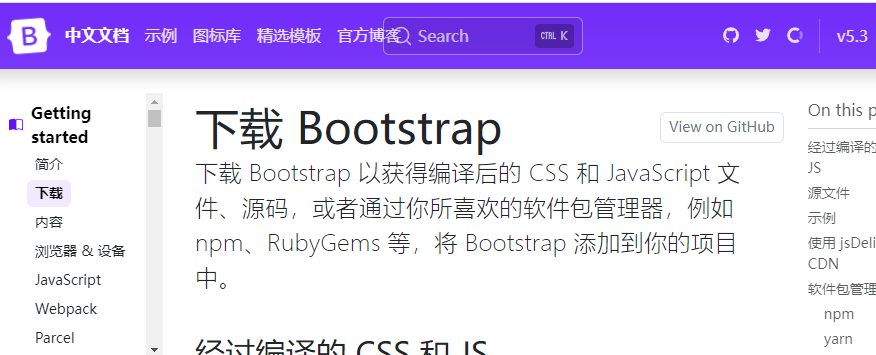 B 中文文档 示例 图标库 精选模板 官方博客 Search CTRL K v5.3
Getting
started
简介
下载
内容
浏览器 & 设备
JavaScript
Webpack
Parcel
下载 Bootstrap
View on GitHub
下载 Bootstrap 以获得编译后的 CSS 和 JavaScript 文
件、源码，或者通过你所喜欢的软件包管理器，例如
npm、RubyGems 等，将 Bootstrap 添加到你的项目
中。
经过编译的 CSS 和 JS
On this p
经过编译的
JS
源文件
示例
使用 jsDeli
CDN
软件包管理
npm
yarn